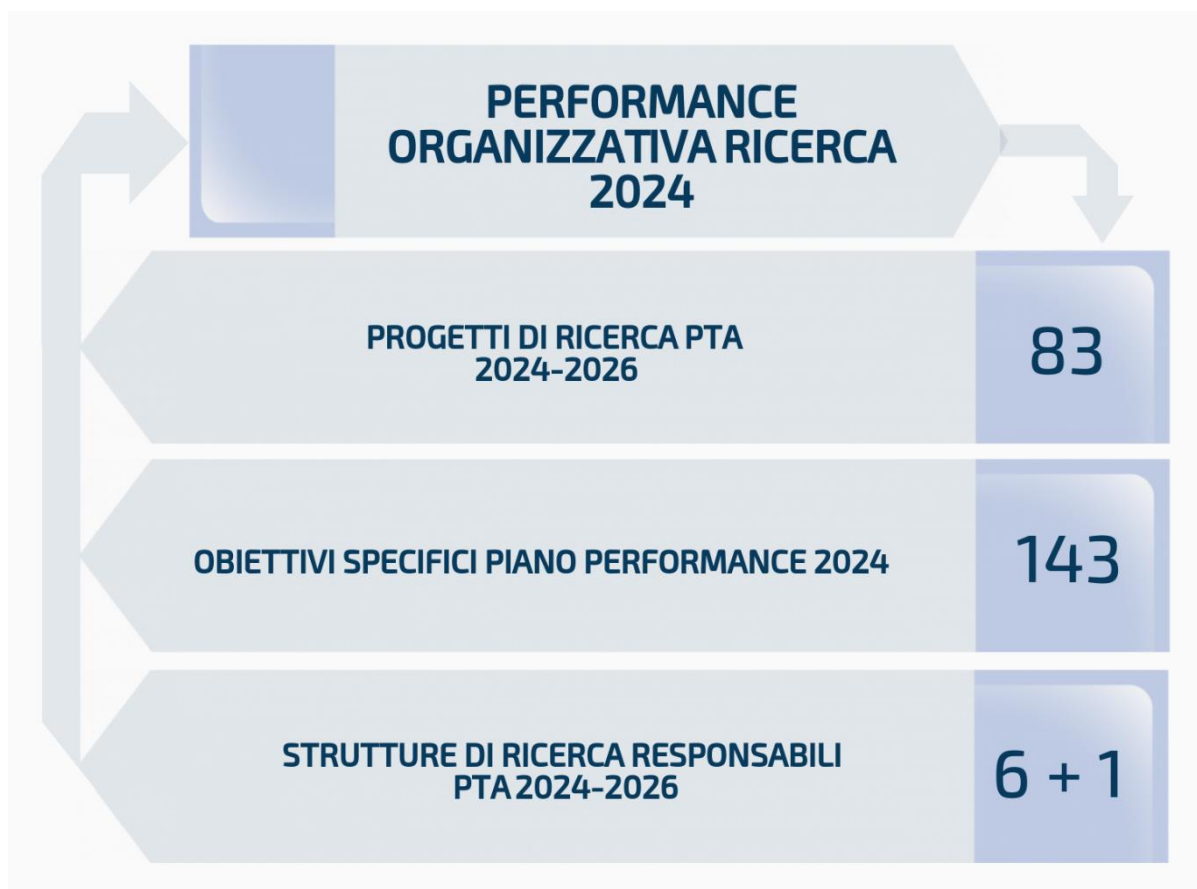 PERFORMANCE
ORGANIZZATIVA RICERCA
2024
PROGETTI DI RICERCA PTA
2024-2026
83
OBIETTIVI SPECIFICI PIANO PERFORMANCE 2024
143
STRUTTURE DI RICERCA RESPONSABILI
PTA 2024-2026
6 + 1